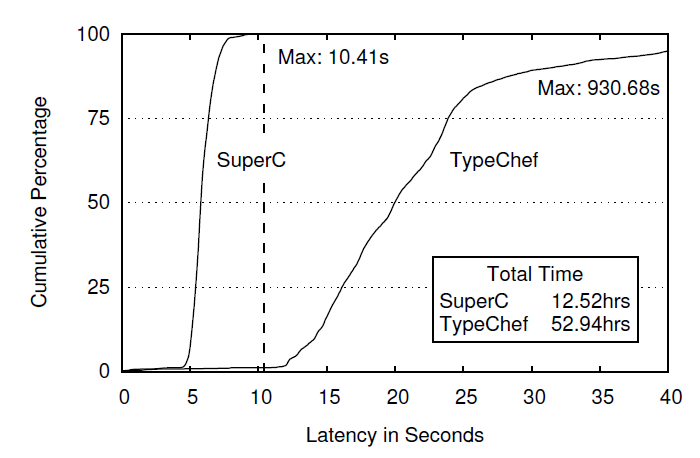 100
Max: 10.41s
Max: 930.68s
75
SuperC
TypeChef
50
Cumulative Percentage
Total Time
SuperC 12.52hrs
TypeChef 52.94hrs
25
0
0 5 10 15 20 25 30 35 40
Latency in Seconds